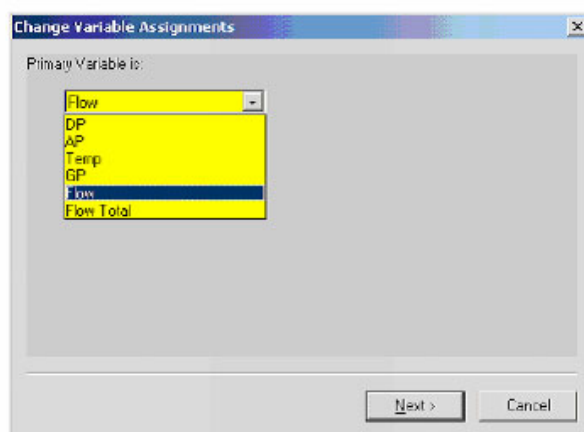 Change Variable Assignments
Primary Variable is:
Flow
DP
AP
Temp
GP
Flow
Flow Total
Next >
Cancel